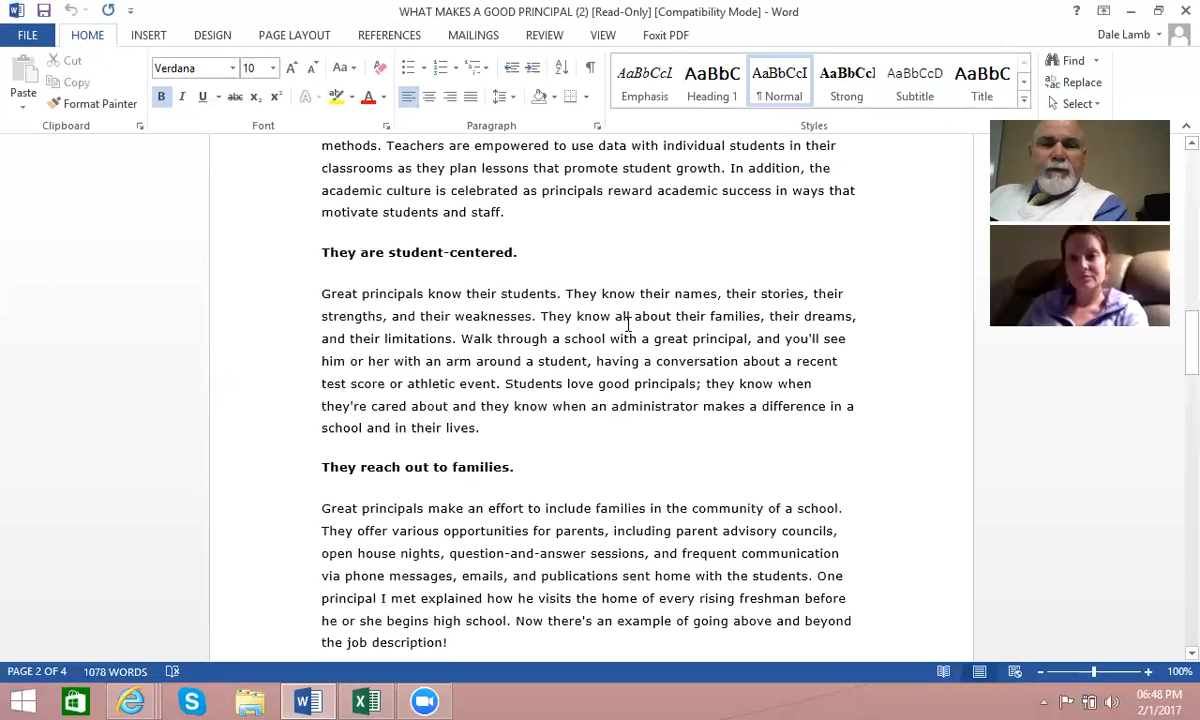 WHAT MAKES A GOOD PRINCIPAL (2) [Read-Only] [Compatibility Mode] - Word
FILE HOME INSERT DESIGN PAGE LAYOUT REFERENCES MAILINGS REVIEW VIEW Foxit PDF Dale Lamb
Paste
Cut
Copy
Format Painter
Clipboard
Verdana 10
Font
Paragraph
AaBbCcI AaBbC AaBbCcI AaBbCc AaBbCcD AaBbC
Emphasis Heading 1 ¶ Normal Strong Subtitle Title
Styles
Find
Replace
Select
methods. Teachers are empowered to use data with individual students in their
classrooms as they plan lessons that promote student growth. In addition, the
academic culture is celebrated as principals reward academic success in ways that
motivate students and staff.
They are student-centered.
Great principals know their students. They know their names, their stories, their
strengths, and their weaknesses. They know all about their families, their dreams,
and their limitations. Walk through a school with a great principal, and you'll see
him or her with an arm around a student, having a conversation about a recent
test score or athletic event. Students love good principals; they know when
they're cared about and they know when an administrator makes a difference in a
school and in their lives.
They reach out to families.
Great principals make an effort to include families in the community of a school.
They offer various opportunities for parents, including parent advisory councils,
open house nights, question-and-answer sessions, and frequent communication
via phone messages, emails, and publications sent home with the students. One
principal I met explained how he visits the home of every rising freshman before
he or she begins high school. Now there's an example of going above and beyond
the job description!
PAGE 2 OF 4 1078 WORDS 100%
06:48 PM
2/1/2017